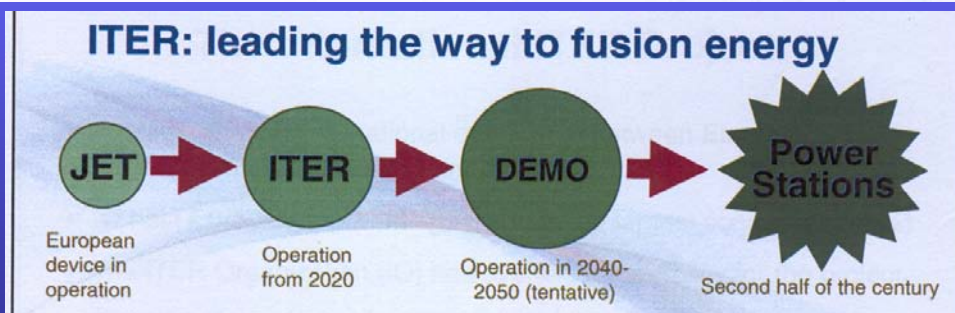 ITER: leading the way to fusion energy
JET
ITER
DEMO
Power
Stations
European
device in
operation
Operation
from 2020
Operation in 2040-
2050 (tentative)
Second half of the century